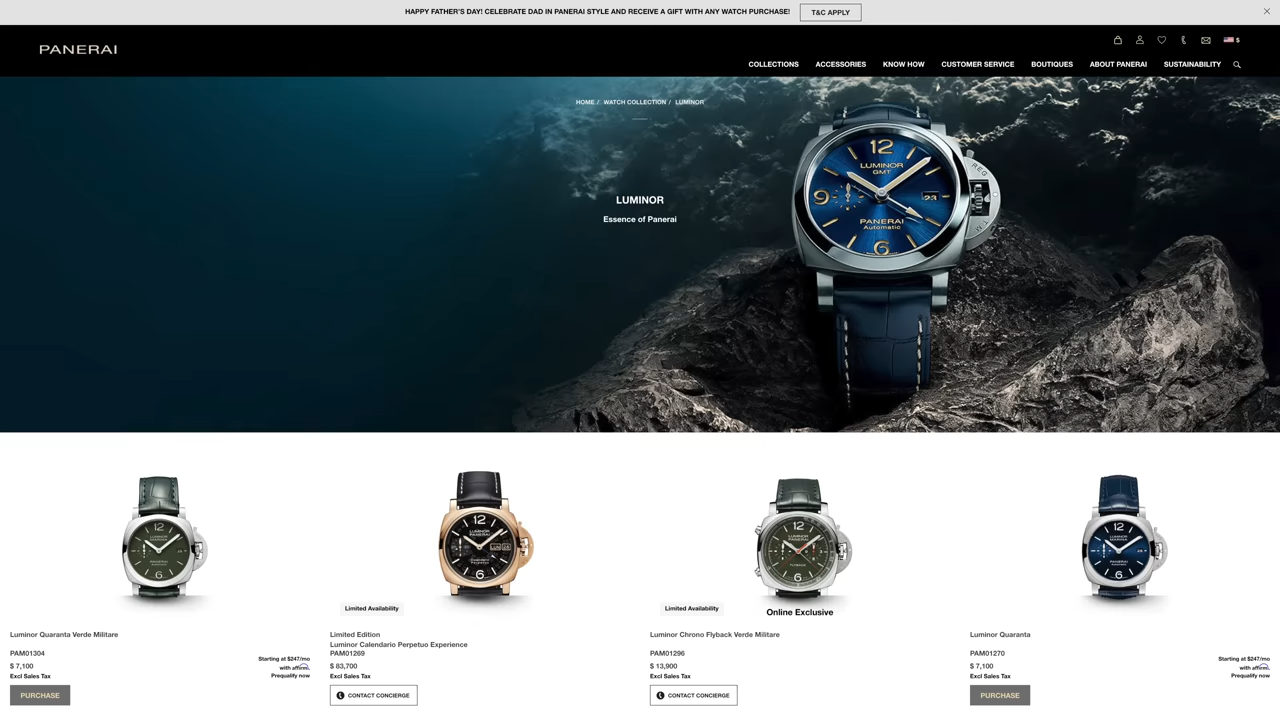 HAPPY FATHER'S DAY! CELEBRATE DAD IN PANERAI STYLE AND RECEIVE A GIFT WITH ANY WATCH PURCHASE!
T&C APPLY
PANERAI
$
COLLECTIONS ACCESSORIES KNOW HOW CUSTOMER SERVICE BOUTIQUES ABOUT PANERAI SUSTAINABILITY
HOME / WATCH COLLECTION / LUMINOR
LUMINOR
Essence of Panerai
12
LUMINOR
GMT
9
23
PANERAI
Automatic
6
REG
Limited Availability
Limited Availability
Online Exclusive
Luminor Quaranta Verde Militare
PAM01304
$ 7,100
Excl Sales Tax
Starting at $247/mo
with affirm.
Prequalify now
PURCHASE
Limited Edition
Luminor Calendario Perpetuo Experience
PAM01269
$ 83,700
Excl Sales Tax
CONTACT CONCIERGE
Luminor Chrono Flyback Verde Militare
PAM01296
$ 13,900
Excl Sales Tax
CONTACT CONCIERGE
Luminor Quaranta
PAM01270
$ 7,100
Excl Sales Tax
Starting at $247/mo
with affirm.
Prequalify now
PURCHASE